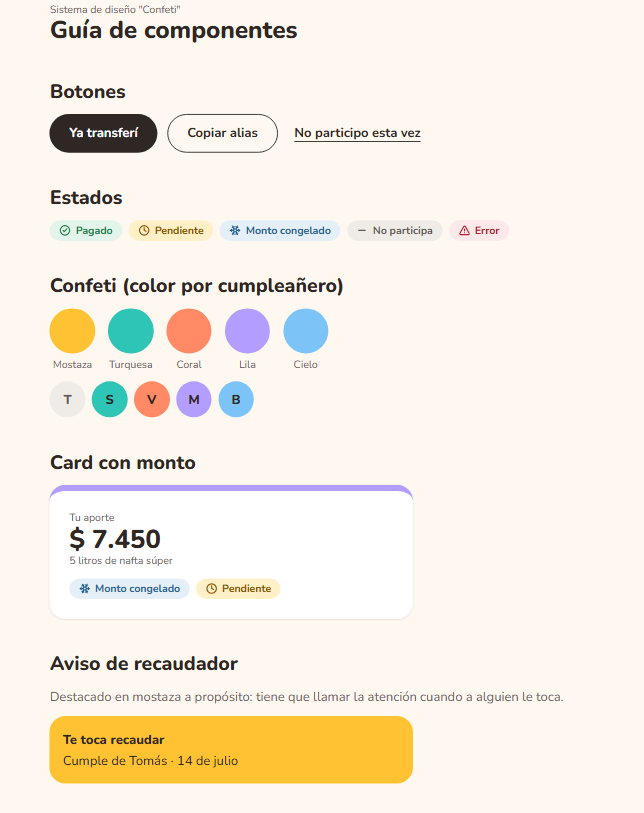 Sistema de diseño "Confeti"
Guía de componentes
Botones
Ya transferí
Copiar alias
No participo esta vez
Estados
Pagado
Pendiente
Monto congelado
No participa
Error
Confeti (color por cumpleañero)
Mostaza
Turquesa
Coral
Lila
Cielo
T
S
V
M
B
Card con monto
Tu aporte
$ 7.450
5 litros de nafta súper
Monto congelado
Pendiente
Aviso de recaudador
Destacado en mostaza a propósito: tiene que llamar la atención cuando a alguien le toca.
Te toca recaudar
Cumple de Tomás · 14 de julio